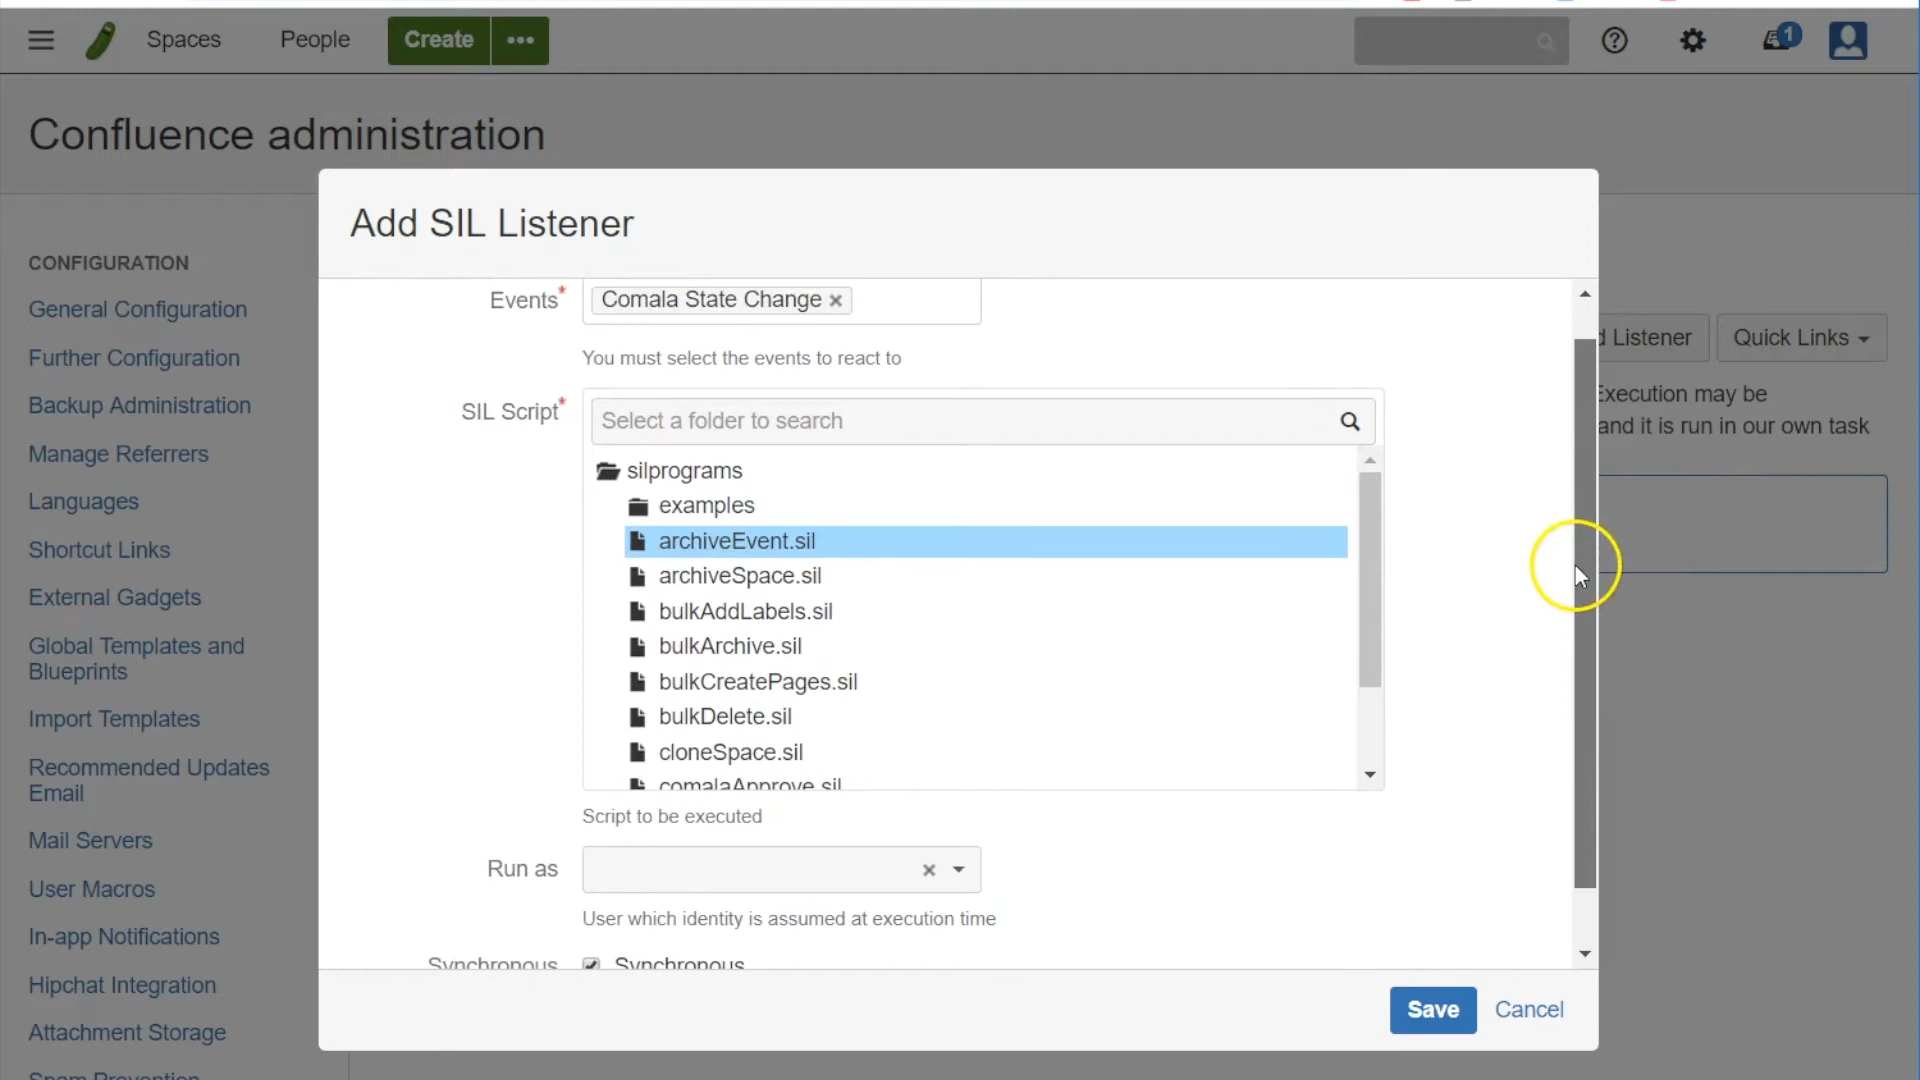 Spaces
People
Create
1
Confluence administration
Add SIL Listener
CONFIGURATION
General Configuration
Further Configuration
Backup Administration
Manage Referrers
Languages
Shortcut Links
External Gadgets
Global Templates and
Blueprints
Import Templates
Recommended Updates
Email
Mail Servers
User Macros
In-app Notifications
Hipchat Integration
Attachment Storage
Spam Prevention
Events*
Comala State Change
You must select the events to react to
SIL Script*
Select a folder to search
silprograms
examples
archiveEvent.sil
archiveSpace.sil
bulkAddLabels.sil
bulkArchive.sil
bulkCreatePages.sil
bulkDelete.sil
cloneSpace.sil
comalaApprove.sil
Script to be executed
Run as
User which identity is assumed at execution time
Synchronous
Synchronous
Save
Cancel
d Listener
Quick Links
Execution may be
and it is run in our own task